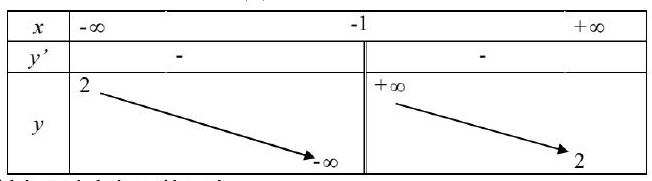 x -∞ -1 +∞
y' - -
2 +∞
y
-∞ 2